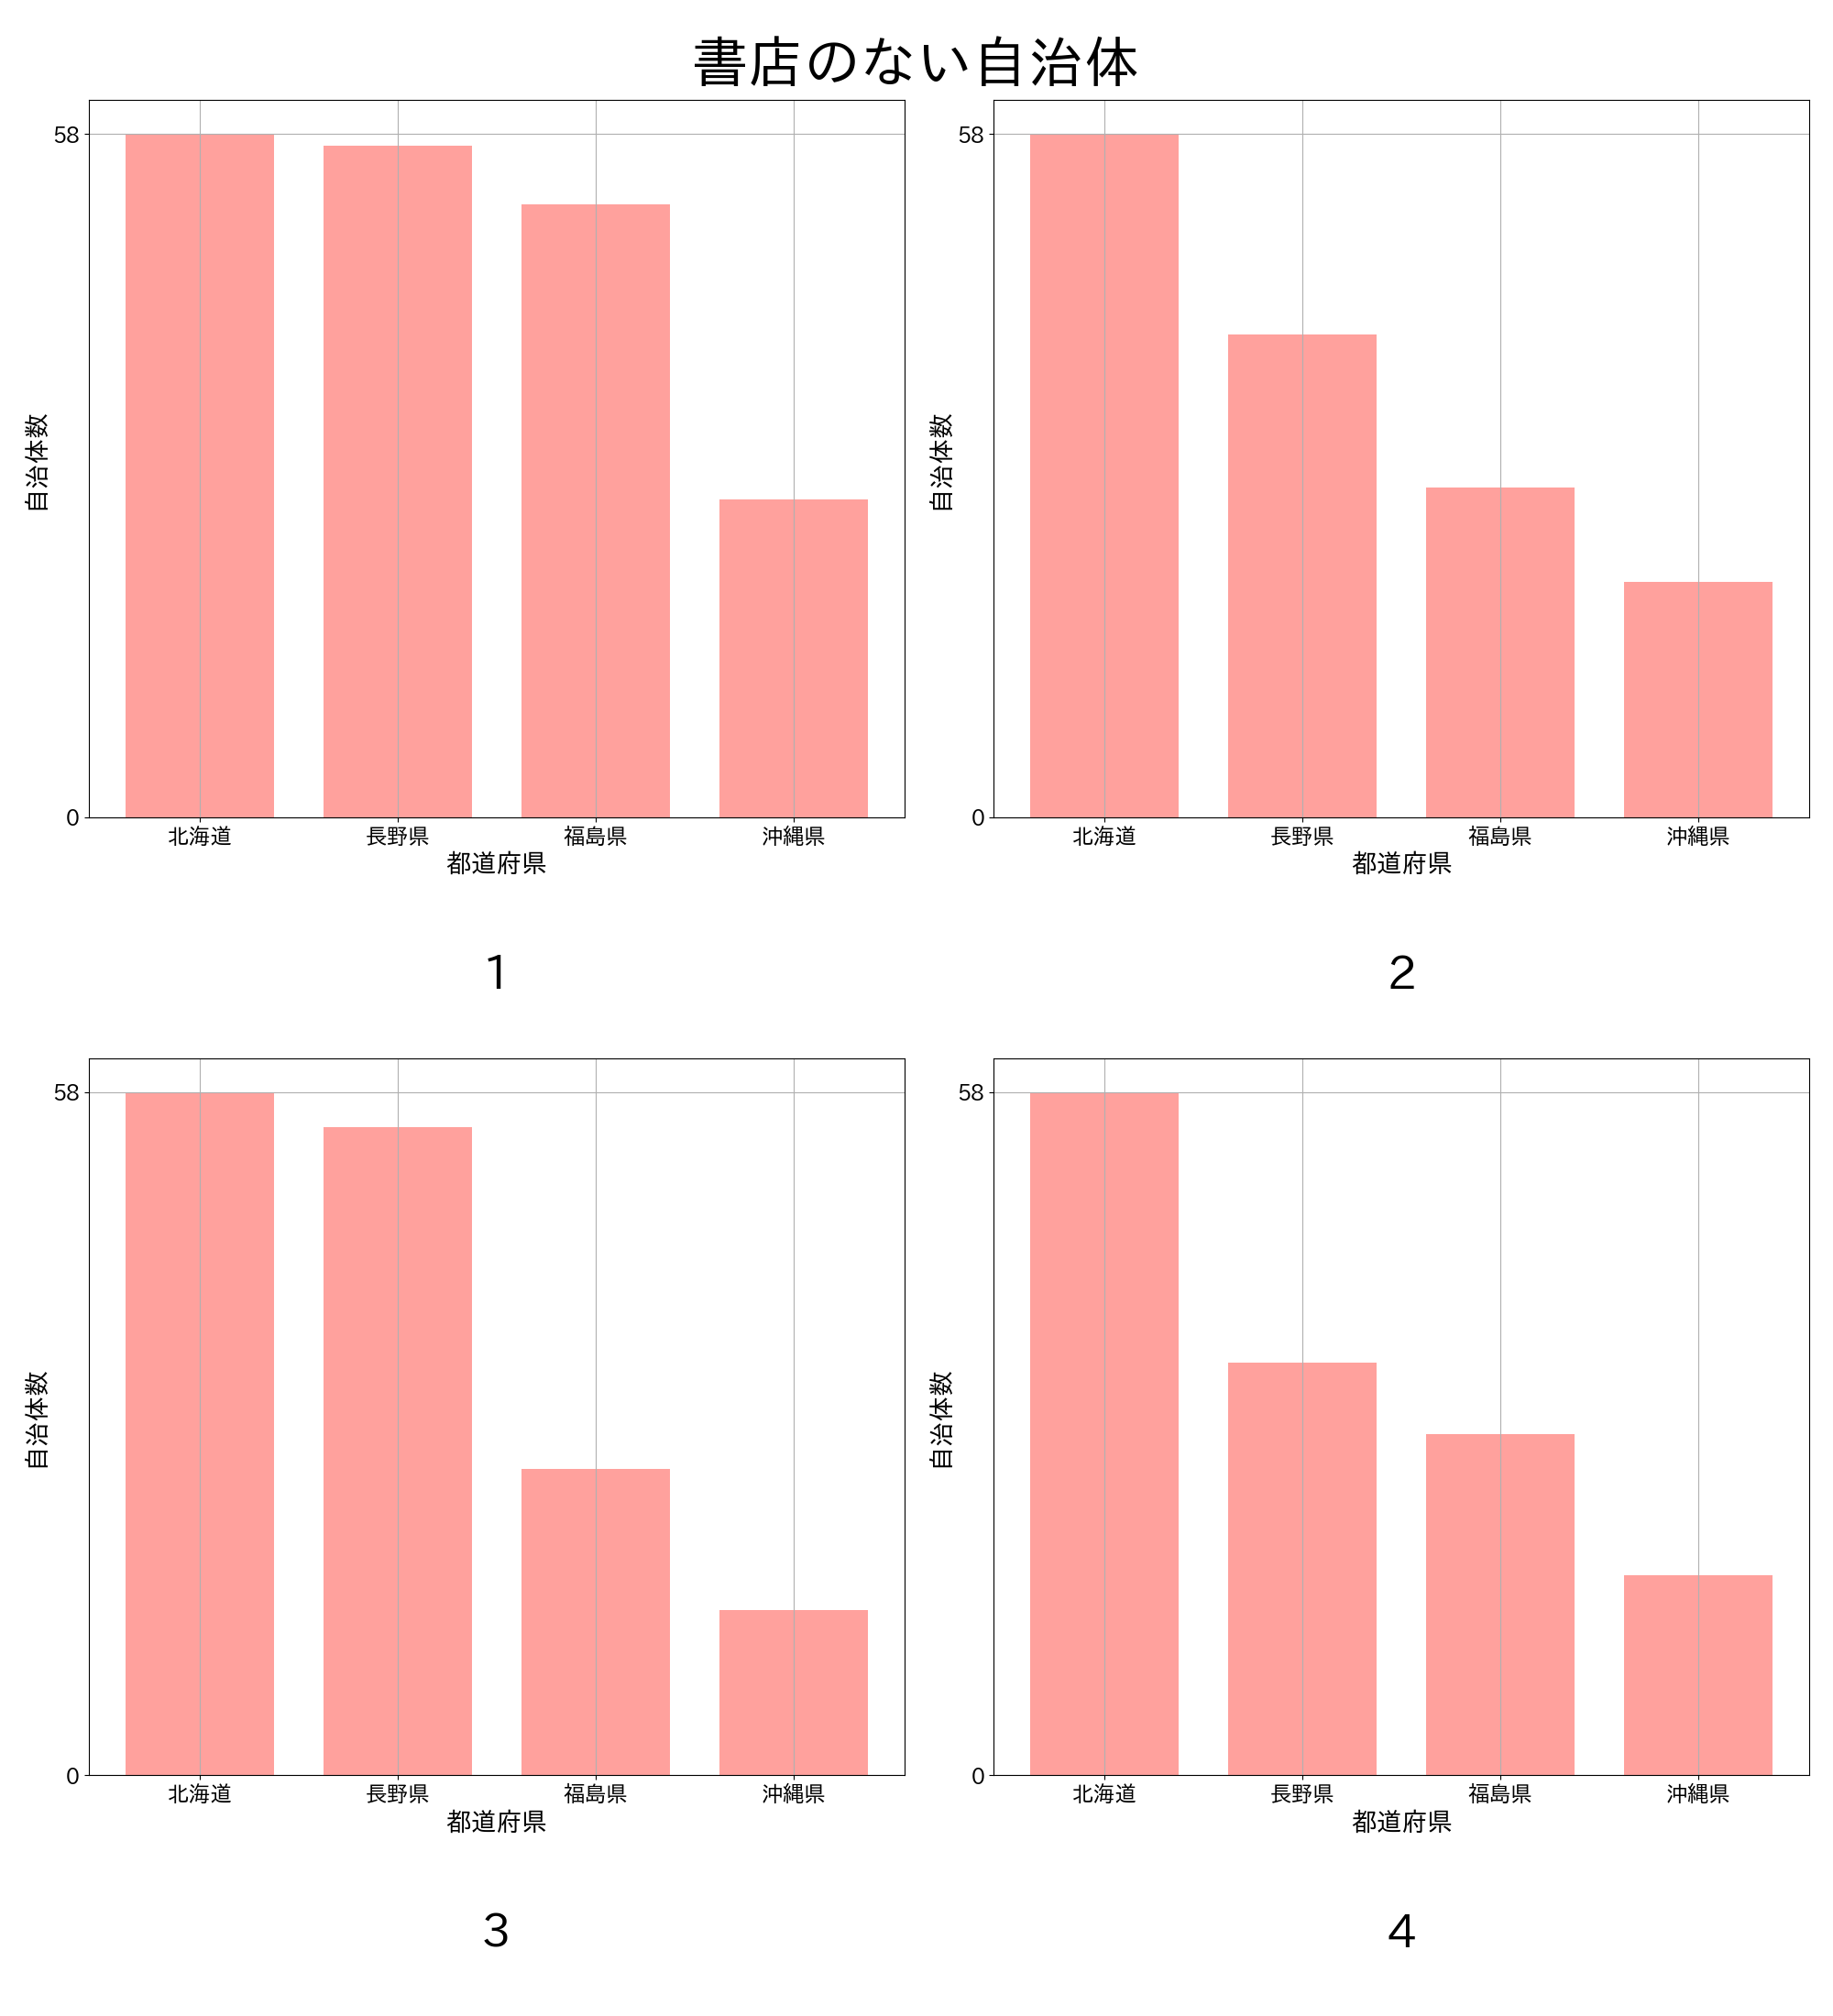 書店のない自治体
58
0
自治体数
北海道 長野県 福島県 沖縄県
都道府県
1
58
0
自治体数
北海道 長野県 福島県 沖縄県
都道府県
2
58
0
自治体数
北海道 長野県 福島県 沖縄県
都道府県
3
58
0
自治体数
北海道 長野県 福島県 沖縄県
都道府県
4